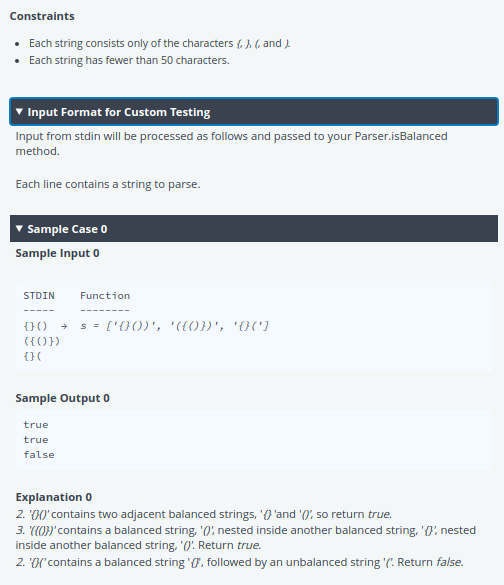 Constraints
• Each string consists only of the characters {, }, (, and ).
• Each string has fewer than 50 characters.
▼ Input Format for Custom Testing
Input from stdin will be processed as follows and passed to your Parser.isBalanced
method.
Each line contains a string to parse.
▼ Sample Case 0
Sample Input 0
STDIN Function
----- --------
{}() → s = ['{}())', '({()})', '{}(']
({()})
{}(
Sample Output 0
true
true
false
Explanation 0
2. '{}()' contains two adjacent balanced strings, '{} 'and '()', so return true.
3. '({()})' contains a balanced string, '()', nested inside another balanced string, '{}', nested
inside another balanced string, '()'. Return true.
2. '{}(' contains a balanced string '{}', followed by an unbalanced string '('. Return false.